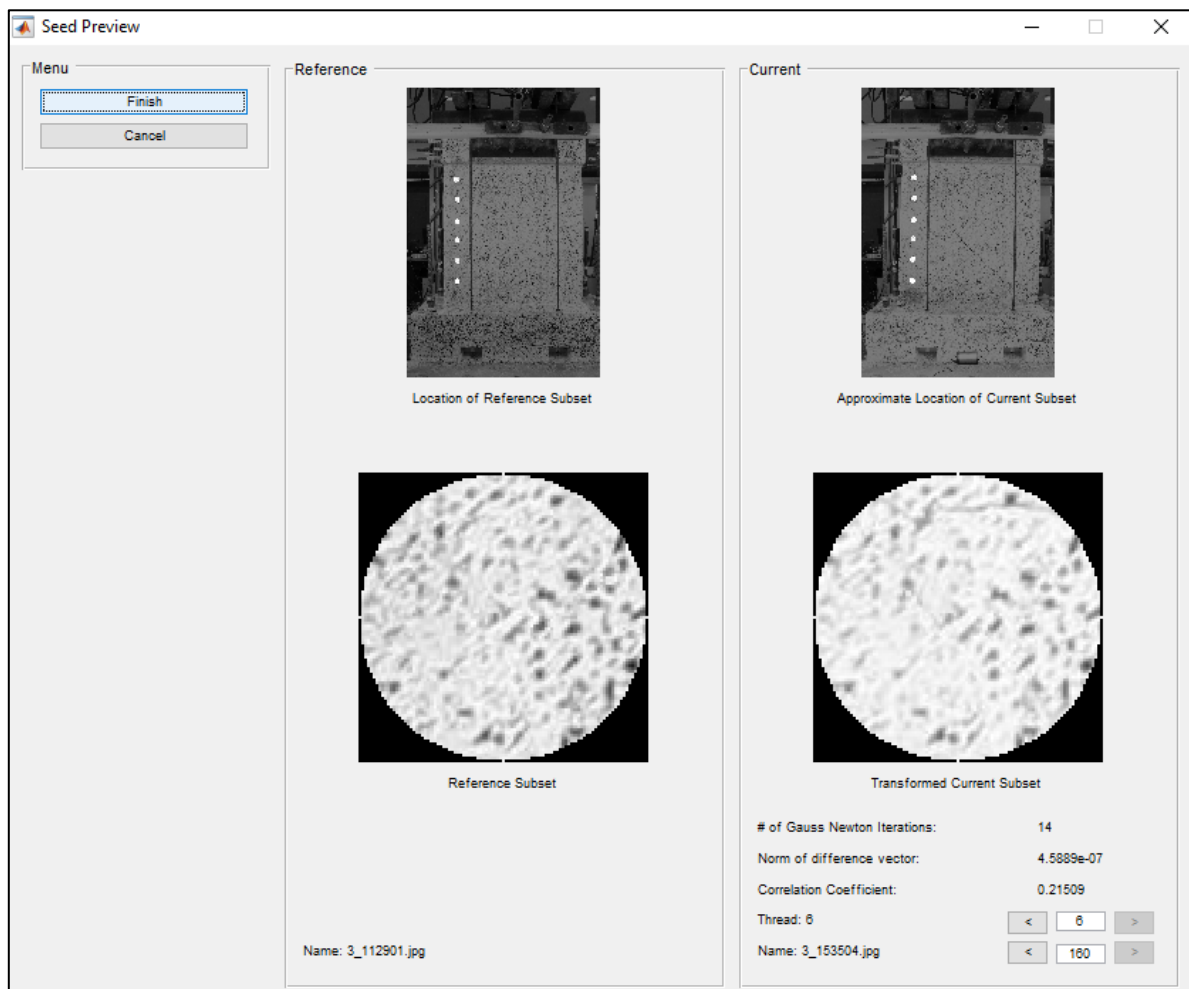 Seed Preview
Menu
Finish
Cancel
Reference
Location of Reference Subset
Reference Subset
Name: 3_112901.jpg
Current
Approximate Location of Current Subset
Transformed Current Subset
# of Gauss Newton Iterations: 14
Norm of difference vector: 4.5889e-07
Correlation Coefficient: 0.21509
Thread: 6 < 6 >
Name: 3_153504.jpg < 160 >